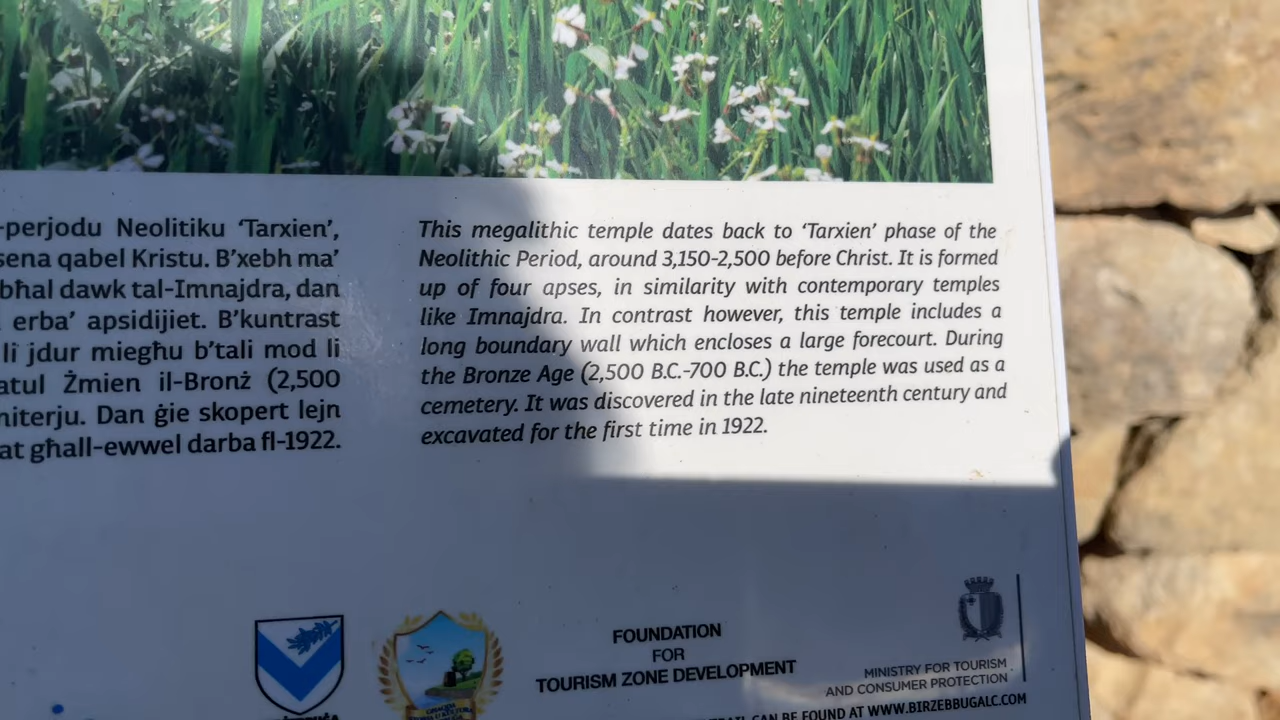 -perjodu Neolitiku ‘Tarxien’,
sena qabel Kristu. B’xebh ma’
bħal dawk tal-Imnajdra, dan
erba’ apsidijiet. B’kuntrast
li jdur miegħu b’tali mod li
atul Żmien il-Bronż (2,500
niterju. Dan ġie skopert lejn
at għall-ewwel darba fl-1922.
This megalithic temple dates back to ‘Tarxien’ phase of the
Neolithic Period, around 3,150-2,500 before Christ. It is formed
up of four apses, in similarity with contemporary temples
like Imnajdra. In contrast however, this temple includes a
long boundary wall which encloses a large forecourt. During
the Bronze Age (2,500 B.C.-700 B.C.) the temple was used as a
cemetery. It was discovered in the late nineteenth century and
excavated for the first time in 1922.
FOUNDATION
FOR
TOURISM ZONE DEVELOPMENT
MINISTRY FOR TOURISM
AND CONSUMER PROTECTION
CAN BE FOUND AT WWW.BIRZEBBUGALC.COM